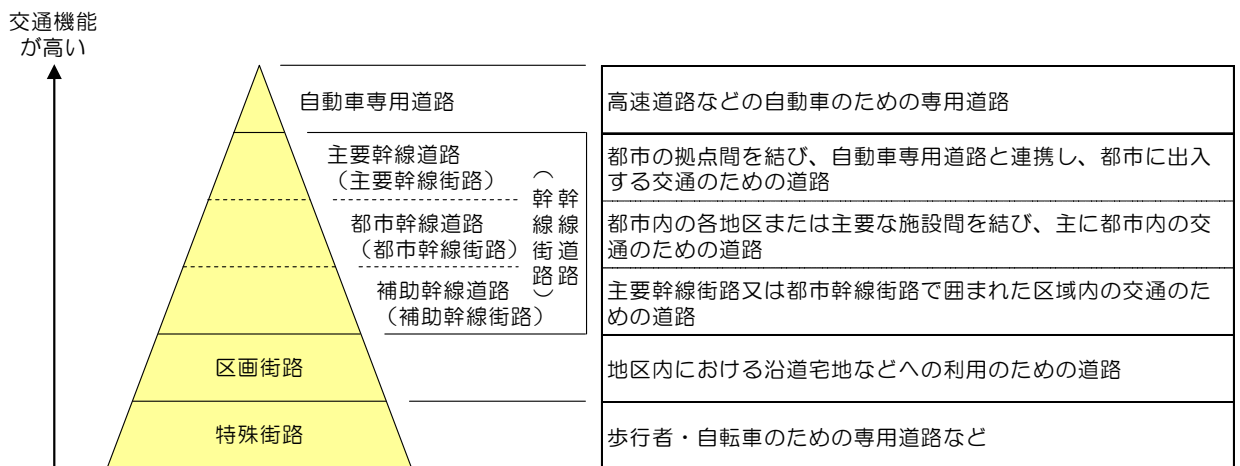 交通機能
が高い
自動車専用道路
高速道路などの自動車のための専用道路
主要幹線道路
（主要幹線街路）
都市の拠点間を結び、自動車専用道路と連携し、都市に出入
する交通のための道路
都市幹線道路
（都市幹線街路）
都市内の各地区または主要な施設間を結び、主に都市内の交
通のための道路
補助幹線道路
（補助幹線街路）
主要幹線街路又は都市幹線街路で囲まれた区域内の交通のた
めの道路
幹線道路
（幹線街路）
区画街路
地区内における沿道宅地などへの利用のための道路
特殊街路
歩行者・自転車のための専用道路など